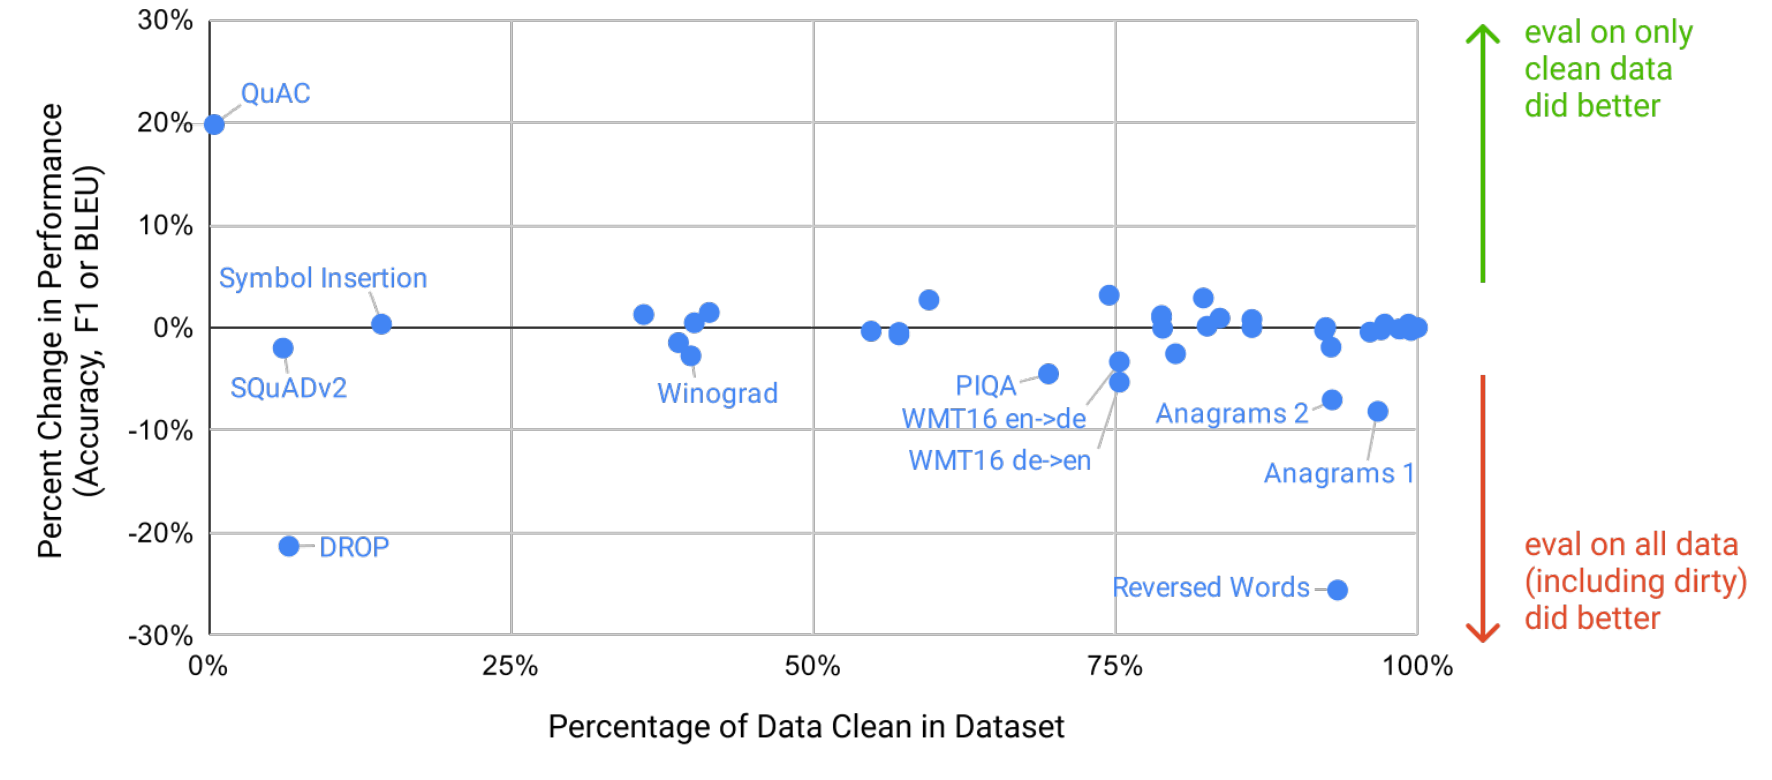 30%
20%
10%
0%
-10%
-20%
-30%
Percent Change in Performance
(Accuracy, F1 or BLEU)
QuAC
Symbol Insertion
SQuADv2
DROP
Winograd
PIQA
WMT16 en->de
WMT16 de->en
Anagrams 2
Anagrams 1
Reversed Words
0%
25%
50%
75%
100%
Percentage of Data Clean in Dataset
eval on only
clean data
did better
eval on all data
(including dirty)
did better